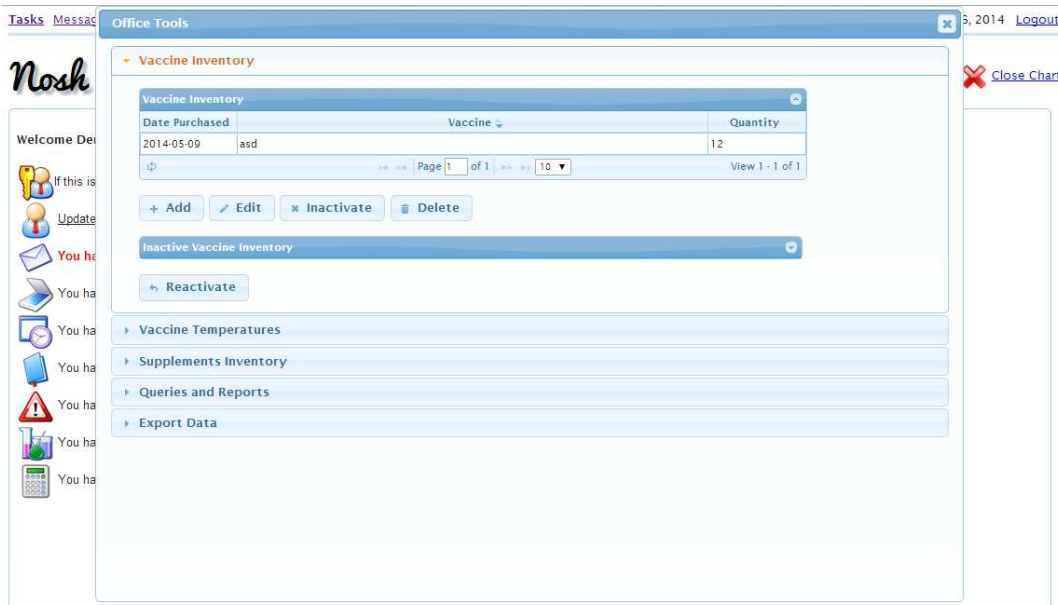 Tasks Messag
5, 2014 Logout
Nosh
Close Chart
Welcome De
If this is
Update
You ha
You ha
You ha
You ha
You ha
You ha
You ha
Office Tools
Vaccine Inventory
Vaccine Inventory
Date Purchased Vaccine Quantity
2014-05-09 asd 12
Page 1 of 1 10 View 1 - 1 of 1
+ Add Edit Inactivate Delete
Inactive Vaccine Inventory
Reactivate
Vaccine Temperatures
Supplements Inventory
Queries and Reports
Export Data